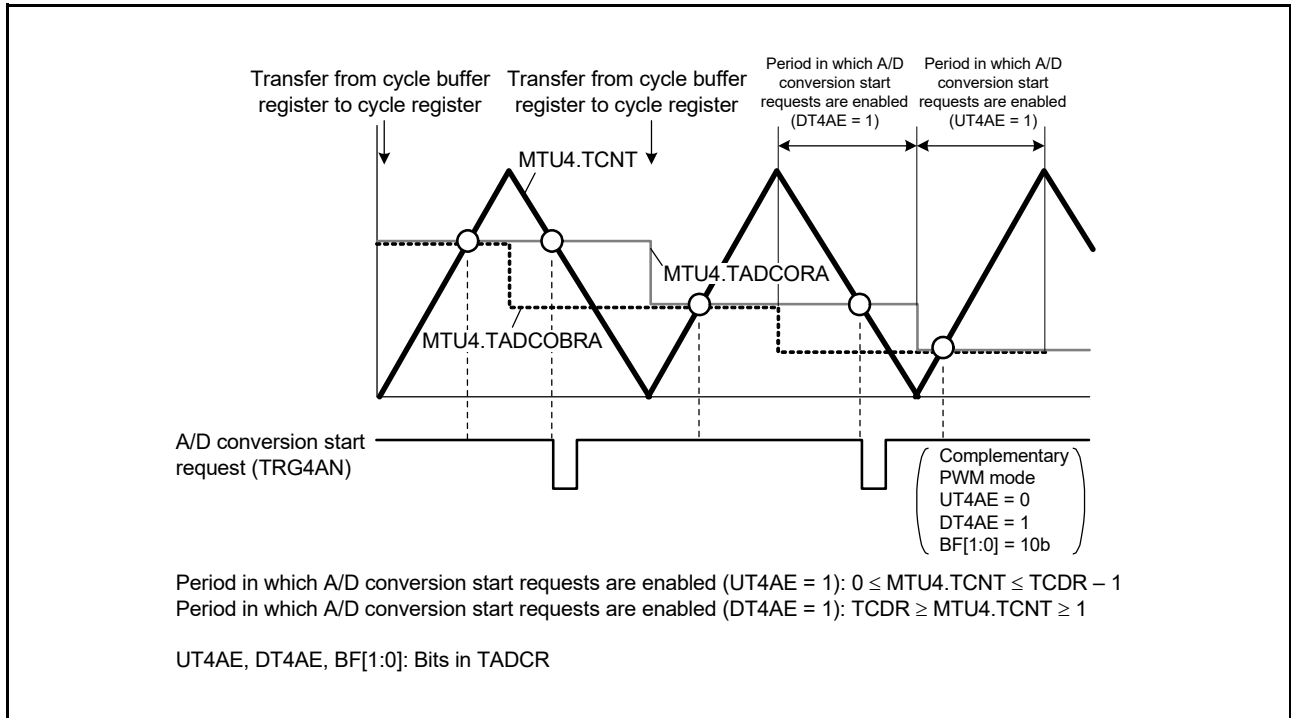 Transfer from cycle buffer
register to cycle register
Transfer from cycle buffer
register to cycle register
Period in which A/D
conversion start
requests are enabled
(DT4AE = 1)
Period in which A/D
conversion start
requests are enabled
(UT4AE = 1)
MTU4.TCNT
MTU4.TADCORA
MTU4.TADCOBRA
A/D conversion start
request (TRG4AN)
Complementary
PWM mode
UT4AE = 0
DT4AE = 1
BF[1:0] = 10b
Period in which A/D conversion start requests are enabled (UT4AE = 1): 0 ≤ MTU4.TCNT ≤ TCDR – 1
Period in which A/D conversion start requests are enabled (DT4AE = 1): TCDR ≥ MTU4.TCNT ≥ 1
UT4AE, DT4AE, BF[1:0]: Bits in TADCR